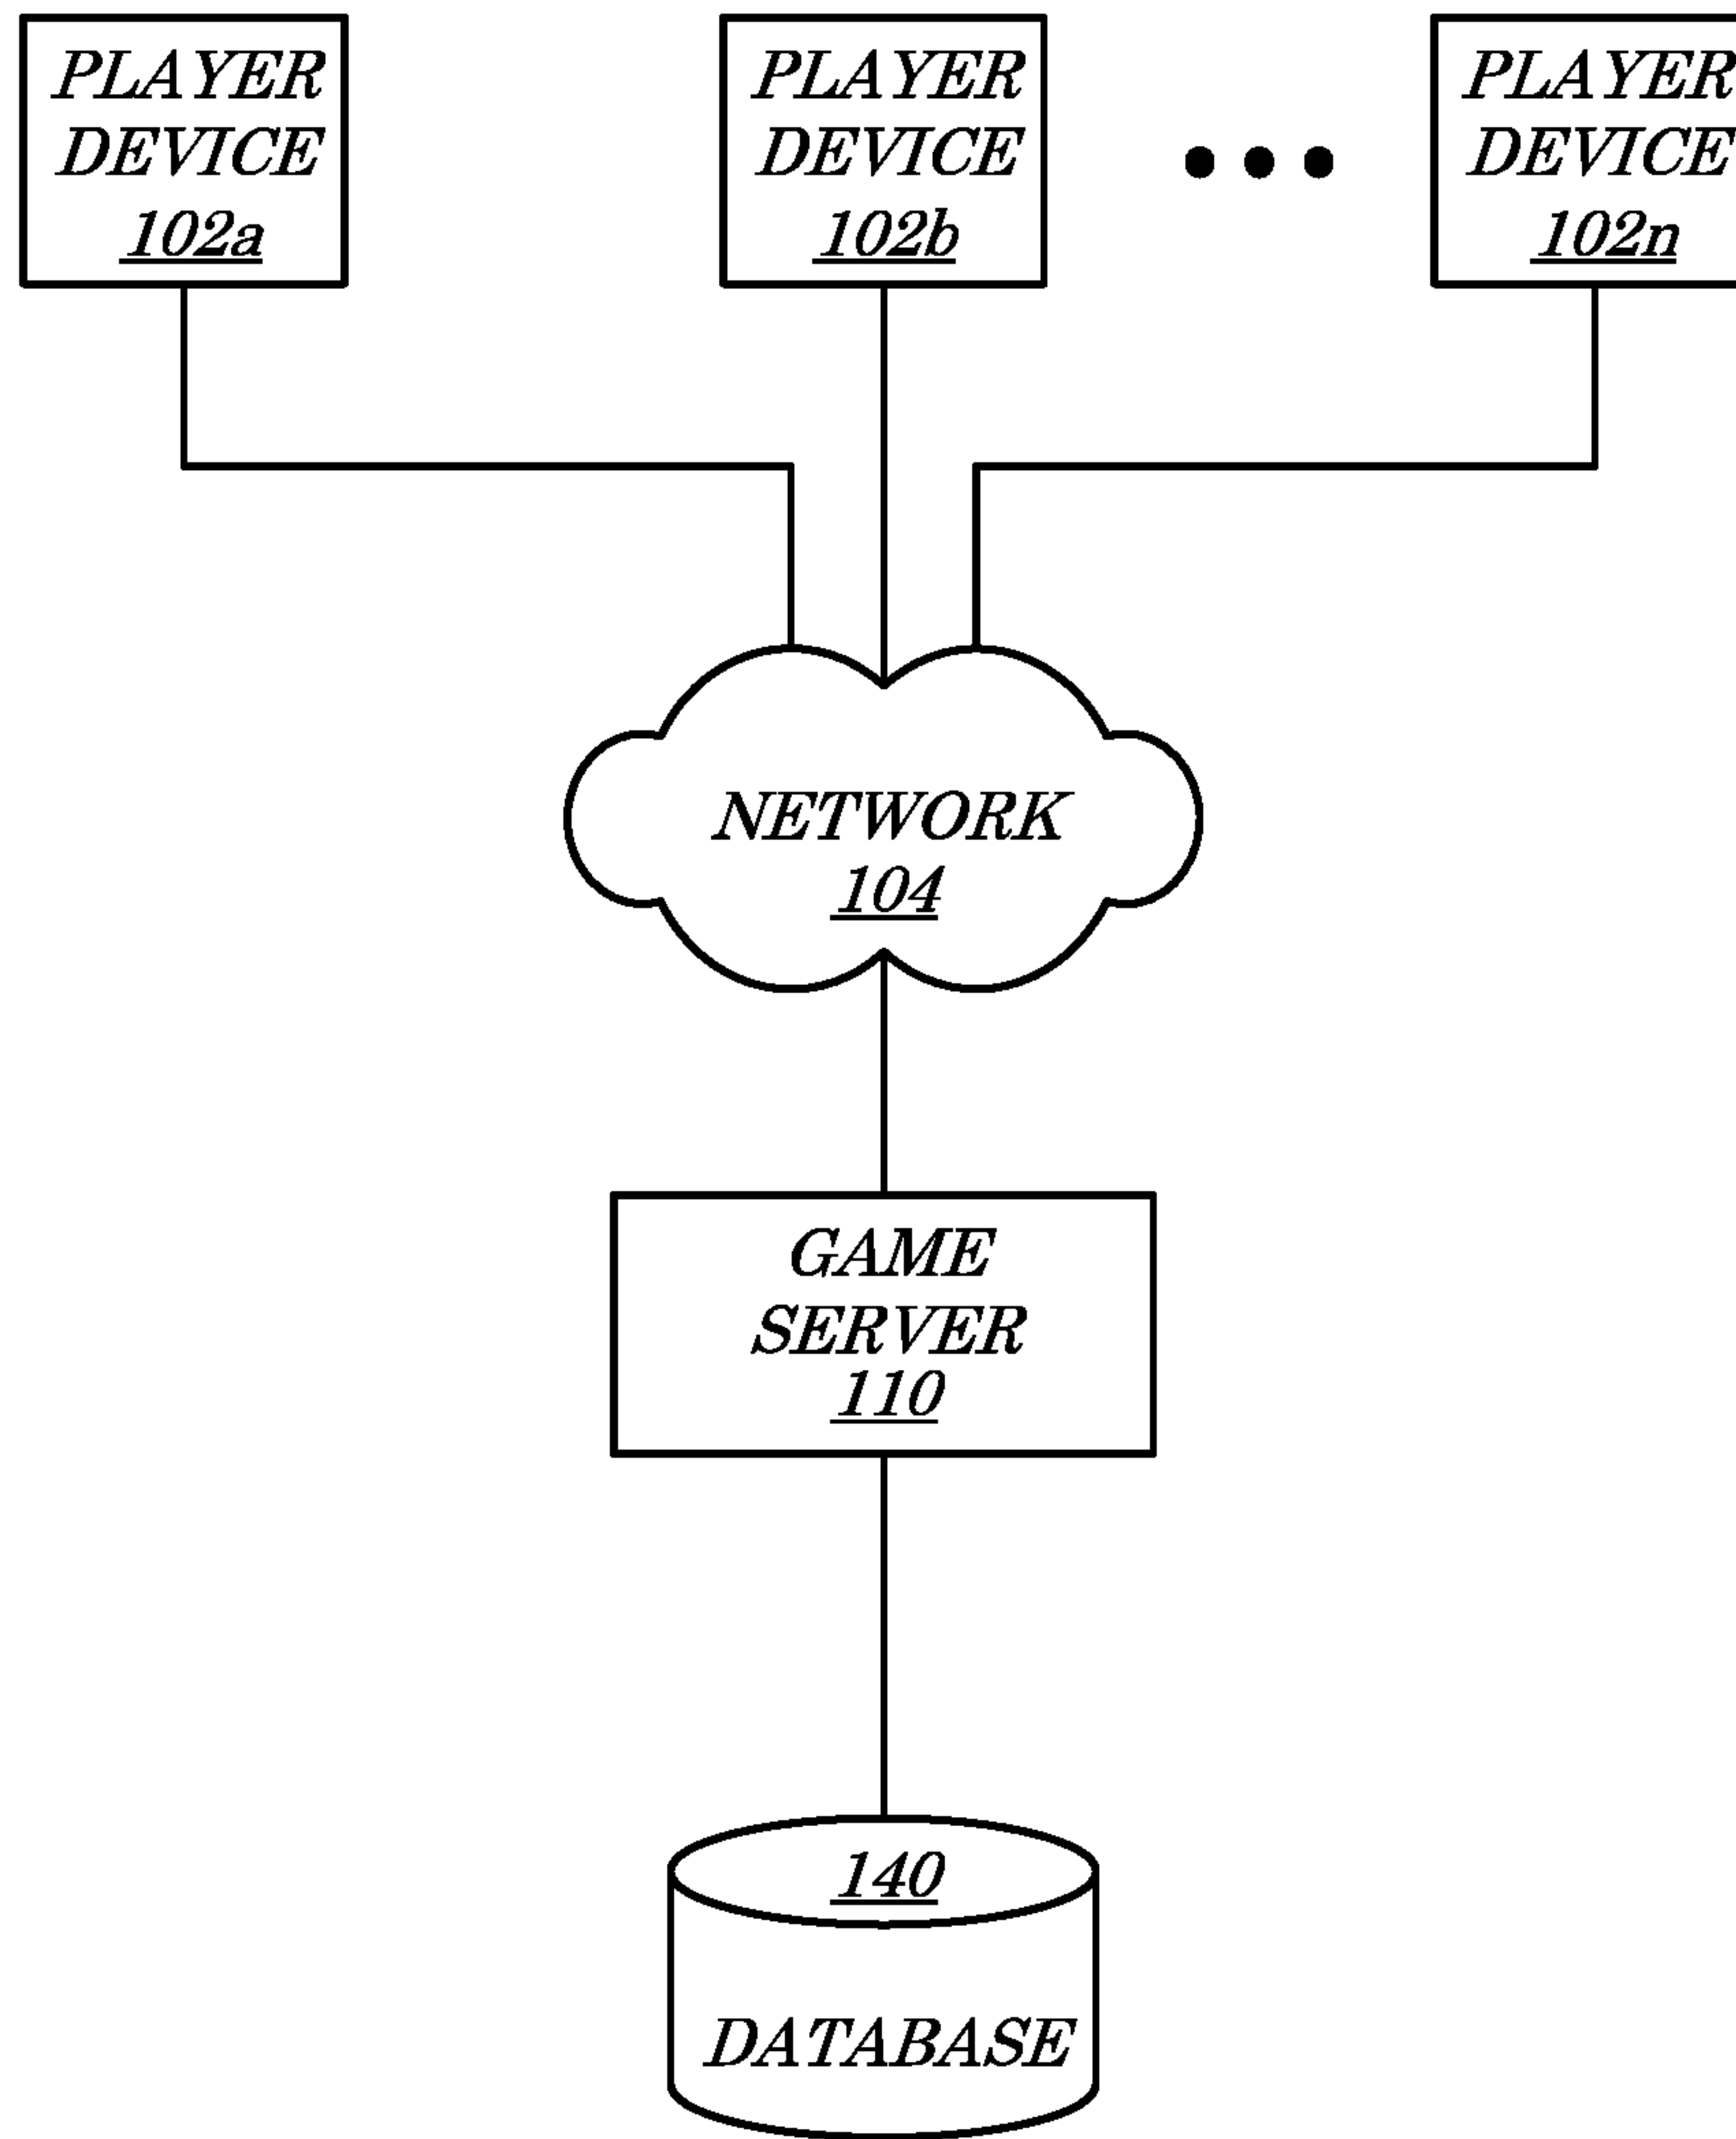 PLAYER
DEVICE
102a
PLAYER
DEVICE
102b
PLAYER
DEVICE
102n
NETWORK
104
GAME
SERVER
110
140
DATABASE